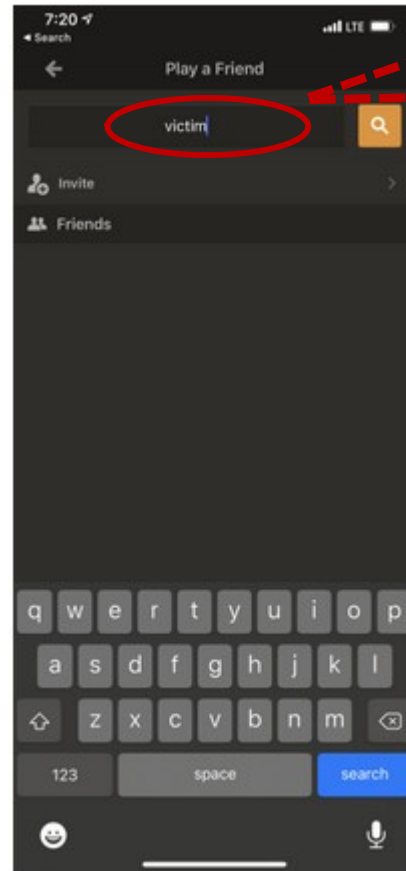 7:20
Search
LTE
Play a Friend
victim
Invite
Friends
q w e r t y u i o p
a s d f g h j k l
z x c v b n m
123 space search